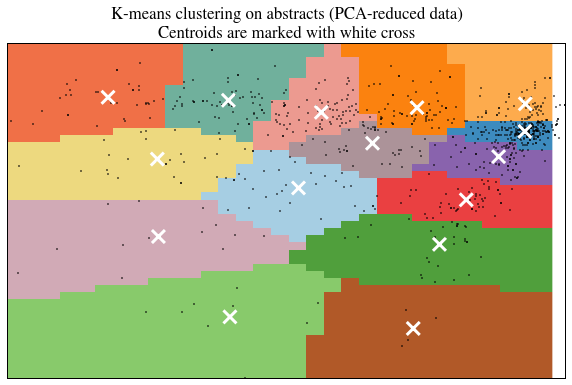 K-means clustering on abstracts (PCA-reduced data)
Centroids are marked with white cross